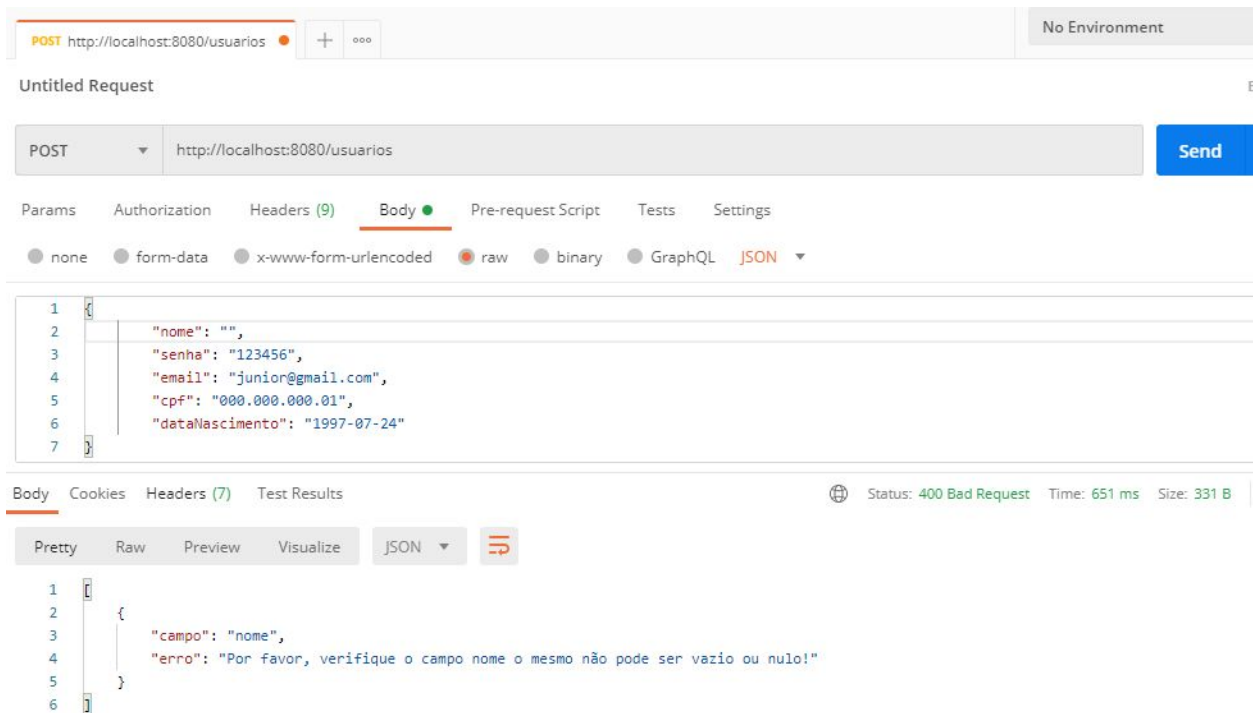 POST http://localhost:8080/usuarios + ooo No Environment
Untitled Request
POST http://localhost:8080/usuarios Send
Params Authorization Headers (9) Body Pre-request Script Tests Settings
none form-data x-www-form-urlencoded raw binary GraphQL JSON
1 {
2 "nome": "",
3 "senha": "123456",
4 "email": "junior@gmail.com",
5 "cpf": "000.000.000.01",
6 "dataNascimento": "1997-07-24"
7 }
Body Cookies Headers (7) Test Results Status: 400 Bad Request Time: 651 ms Size: 331 B
Pretty Raw Preview Visualize JSON
1 [
2 {
3 "campo": "nome",
4 "erro": "Por favor, verifique o campo nome o mesmo não pode ser vazio ou nulo!"
5 }
6 ]